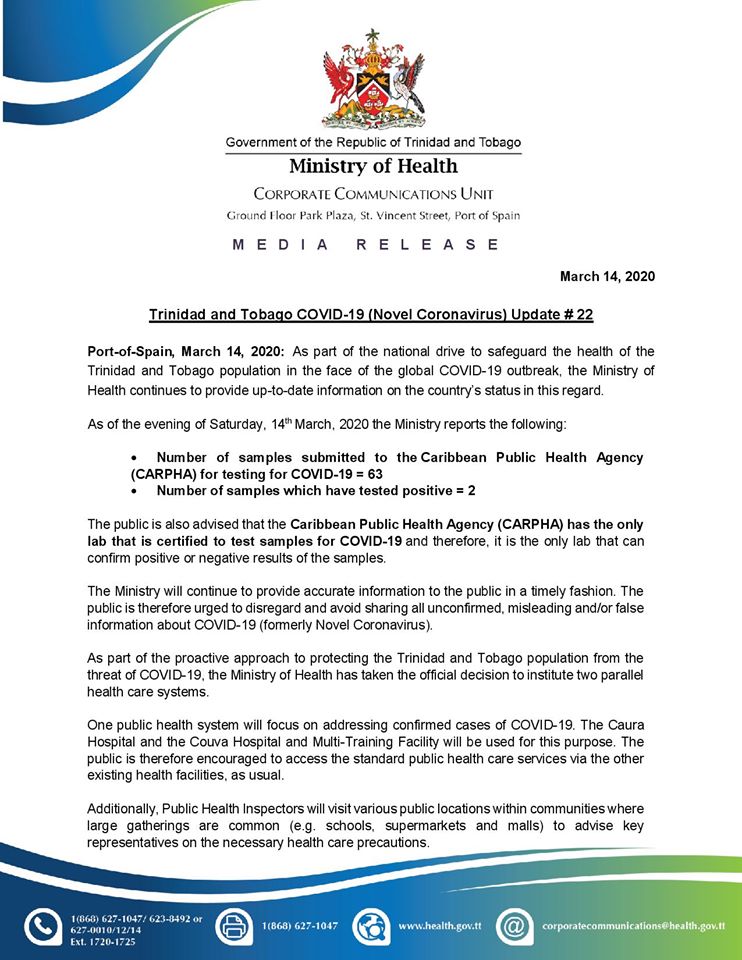 Government of the Republic of Trinidad and Tobago
Ministry of Health
CORPORATE COMMUNICATIONS UNIT
Ground Floor Park Plaza, St. Vincent Street, Port of Spain
MEDIA RELEASE
March 14, 2020
Trinidad and Tobago COVID-19 (Novel Coronavirus) Update # 22
Port-of-Spain, March 14, 2020: As part of the national drive to safeguard the health of the
Trinidad and Tobago population in the face of the global COVID-19 outbreak, the Ministry of
Health continues to provide up-to-date information on the country's status in this regard.
As of the evening of Saturday, 14th March, 2020 the Ministry reports the following:
• Number of samples submitted to the Caribbean Public Health Agency
(CARPHA) for testing for COVID-19 = 63
• Number of samples which have tested positive = 2
The public is also advised that the Caribbean Public Health Agency (CARPHA) has the only
lab that is certified to test samples for COVID-19 and therefore, it is the only lab that can
confirm positive or negative results of the samples.
The Ministry will continue to provide accurate information to the public in a timely fashion. The
public is therefore urged to disregard and avoid sharing all unconfirmed, misleading and/or false
information about COVID-19 (formerly Novel Coronavirus).
As part of the proactive approach to protecting the Trinidad and Tobago population from the
threat of COVID-19, the Ministry of Health has taken the official decision to institute two parallel
health care systems.
One public health system will focus on addressing confirmed cases of COVID-19. The Caura
Hospital and the Couva Hospital and Multi-Training Facility will be used for this purpose. The
public is therefore encouraged to access the standard public health care services via the other
existing health facilities, as usual.
Additionally, Public Health Inspectors will visit various public locations within communities where
large gatherings are common (e.g. schools, supermarkets and malls) to advise key
representatives on the necessary health care precautions.
1(868) 627-1047/ 623-8492 or
627-0010/12/14
Ext. 1720-1725
1(868) 627-1047
www.health.gov.tt
@
corporatecommunications@health.gov.tt